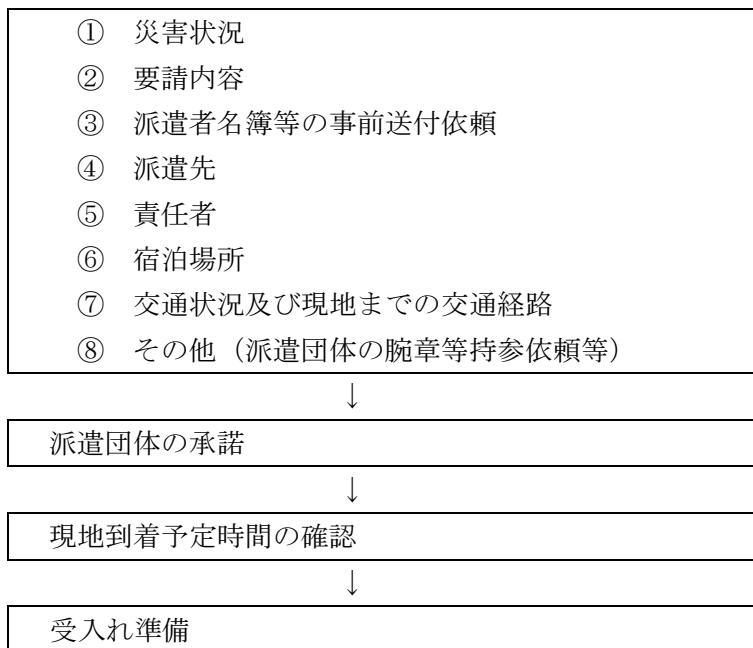 ① 災害状況
② 要請内容
③ 派遣者名簿等の事前送付依頼
④ 派遣先
⑤ 責任者
⑥ 宿泊場所
⑦ 交通状況及び現地までの交通経路
⑧ その他（派遣団体の腕章等持参依頼等）
↓
派遣団体の承諾
↓
現地到着予定時間の確認
↓
受入れ準備